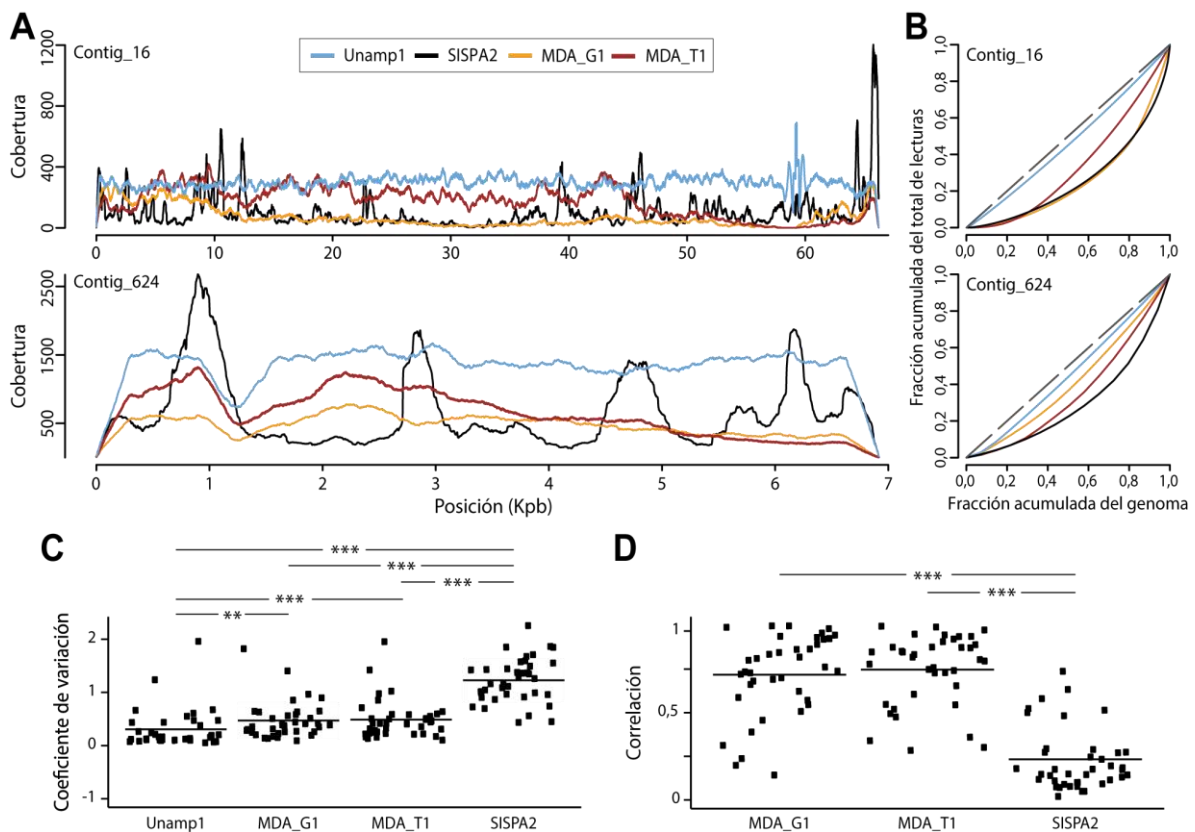 A
B
Contig_16
Unamp1 SISPA2 MDA_G1 MDA_T1
Cobertura
1200
800
400
0
0 10 20 30 40 50 60
Contig_624
Cobertura
2500
1500
500
0 1 2 3 4 5 6 7
Posición (Kpb)
Contig_16
Fracción acumulada del total de lecturas
1,0
0,8
0,6
0,4
0,2
0,0
0,0 0,2 0,4 0,6 0,8 1,0
Contig_624
1,0
0,8
0,6
0,4
0,2
0,0
0,0 0,2 0,4 0,6 0,8 1,0
Fracción acumulada del genoma
C
***
***
***
***
**
Coeficiente de variación
2
1
0
-1
Unamp1 MDA_G1 MDA_T1 SISPA2
D
***
***
Correlación
1
0,5
0
MDA_G1 MDA_T1 SISPA2